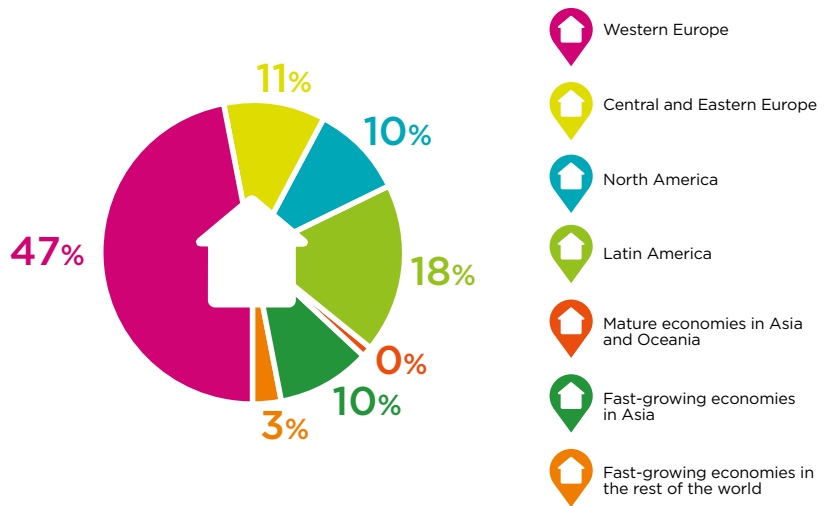 11%
10%
47%
18%
0%
10%
3%
Western Europe
Central and Eastern Europe
North America
Latin America
Mature economies in Asia
and Oceania
Fast-growing economies
in Asia
Fast-growing economies in
the rest of the world